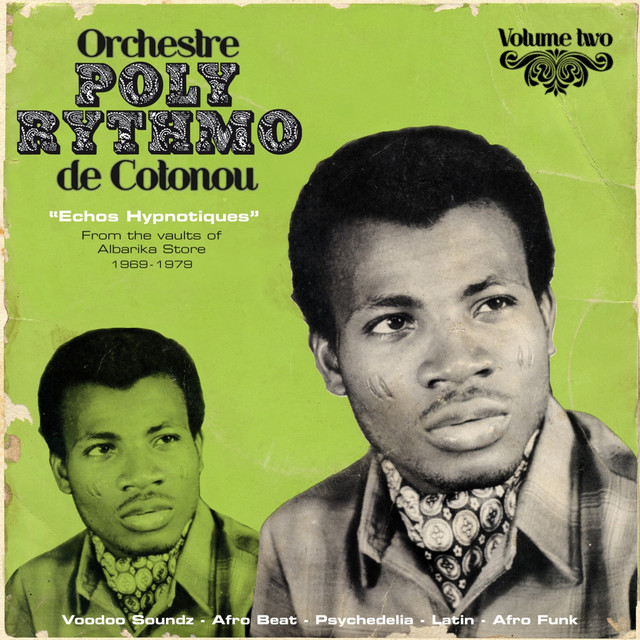 Orchestre
POLY
RYTHMO
de Cotonou
"Echos Hypnotiques"
From the vaults of
Albarika Store
1969-1979
Volume two
Voodoo Soundz - Afro Beat - Psychedelia - Latin - Afro Funk